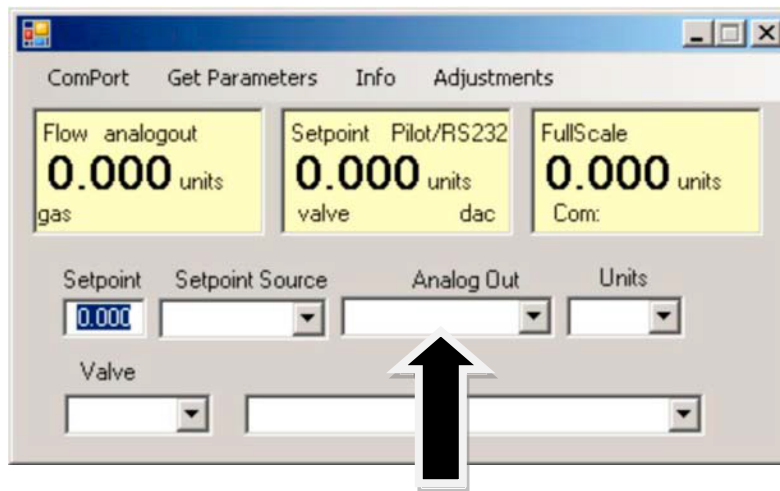 ComPort Get Parameters Info Adjustments
Flow analogout
0.000 units
gas
Setpoint Pilot/RS232
0.000 units
valve dac
FullScale
0.000 units
Com:
Setpoint Setpoint Source Analog Out Units
0.000
Valve